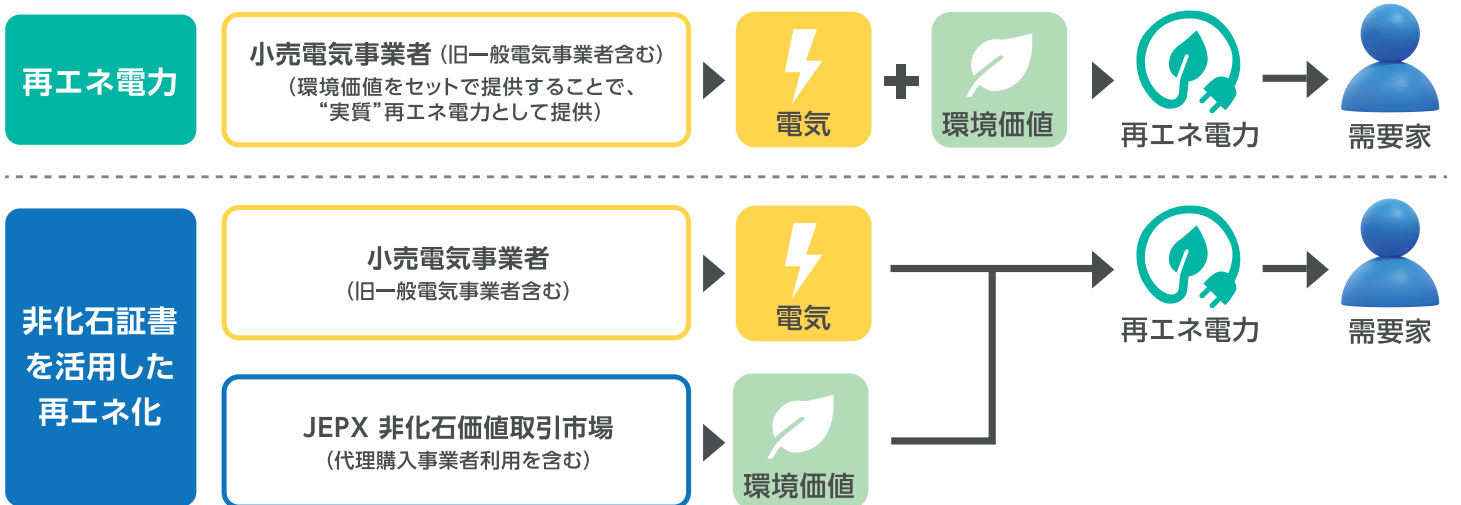 再エネ電力
小売電気事業者（旧一般電気事業者含む）
（環境価値をセットで提供することで、
“実質”再エネ電力として提供）
電気
環境価値
再エネ電力
需要家
非化石証書
を活用した
再エネ化
小売電気事業者
（旧一般電気事業者含む）
電気
JEPX 非化石価値取引市場
（代理購入事業者利用を含む）
環境価値
再エネ電力
需要家